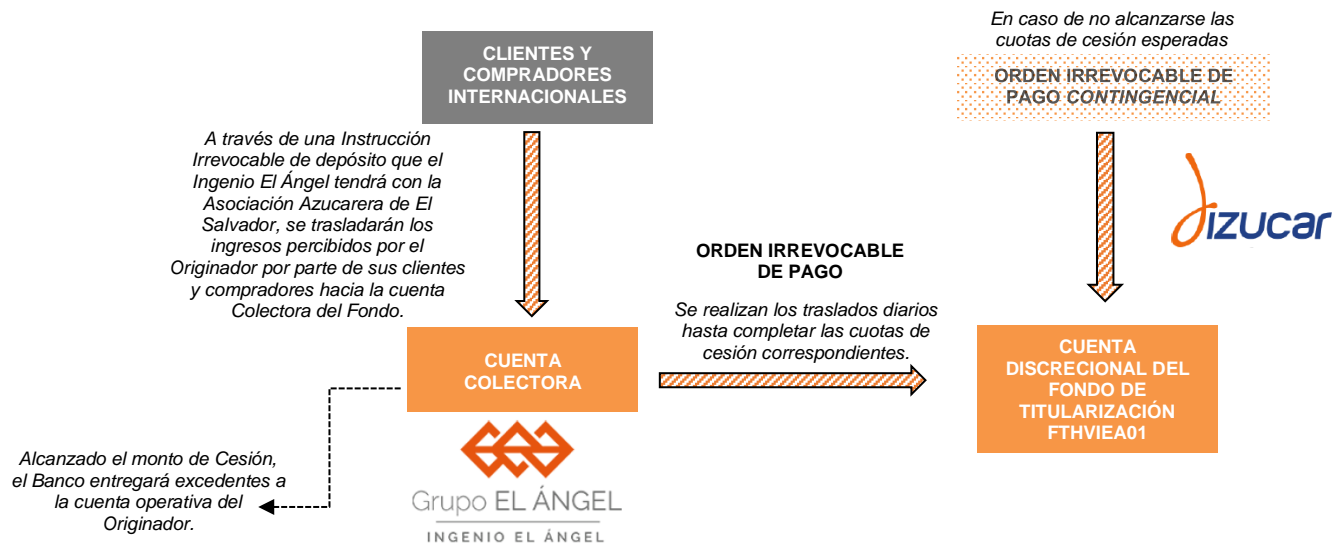 CLIENTES Y
COMPRADORES
INTERNACIONALES
A través de una Instrucción
Irrevocable de depósito que el
Ingenio El Ángel tendrá con la
Asociación Azucarera de El
Salvador, se trasladarán los
ingresos percibidos por el
Originador por parte de sus clientes
y compradores hacia la cuenta
Colectora del Fondo.
En caso de no alcanzarse las
cuotas de cesión esperadas
ORDEN IRREVOCABLE DE
PAGO CONTINGENCIAL
dizucar
ORDEN IRREVOCABLE
DE PAGO
Se realizan los traslados diarios
hasta completar las cuotas de
cesión correspondientes.
CUENTA
COLECTORA
CUENTA
DISCRECIONAL DEL
FONDO DE
TITULARIZACIÓN
FTHVIEA01
Alcanzado el monto de Cesión,
el Banco entregará excedentes a
la cuenta operativa del
Originador.
Grupo EL ÁNGEL
INGENIO EL ÁNGEL